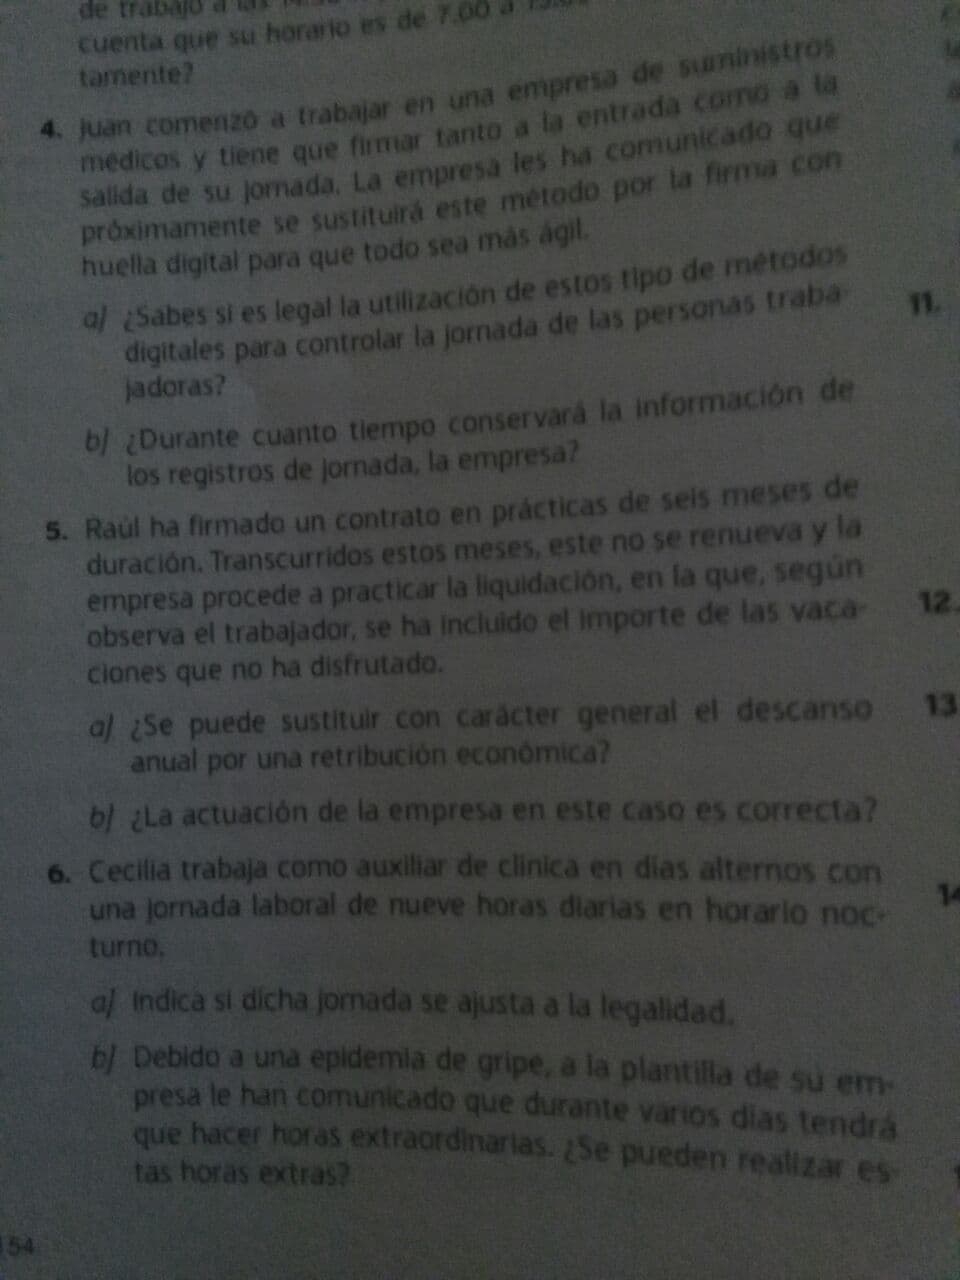 de trabajo a las
cuenta que su horario es de 7.00 a
tamente?
4. Juan comenzó a trabajar en una empresa de suministros
médicos y tiene que firmar tanto a la entrada como a la
salida de su jornada. La empresa les ha comunicado que
próximamente se sustituirá este método por la firma con
huella digital para que todo sea más ágil.
a) ¿Sabes si es legal la utilización de estos tipo de métodos
digitales para controlar la jornada de las personas traba-
jadoras?
b) ¿Durante cuanto tiempo conservará la información de
los registros de jornada, la empresa?
5. Raúl ha firmado un contrato en prácticas de seis meses de
duración. Transcurridos estos meses, este no se renueva y la
empresa procede a practicar la liquidación, en la que, según
observa el trabajador, se ha incluido el importe de las vaca-
ciones que no ha disfrutado.
a) ¿Se puede sustituir con carácter general el descanso
anual por una retribución económica?
b) ¿La actuación de la empresa en este caso es correcta?
6. Cecilia trabaja como auxiliar de clínica en días alternos con
una jornada laboral de nueve horas diarias en horario noc-
turno.
a) Indica si dicha jornada se ajusta a la legalidad.
b) Debido a una epidemia de gripe, a la plantilla de su em-
presa le han comunicado que durante varios días tendrá
que hacer horas extraordinarias. ¿Se pueden realizar es-
tas horas extras?
54
11.
12.
13
14